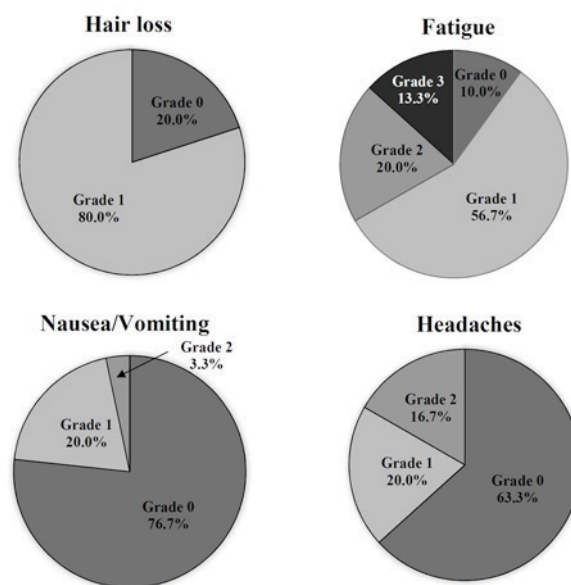 Hair loss
Grade 0
20.0%
Grade 1
80.0%
Fatigue
Grade 3
13.3%
Grade 0
10.0%
Grade 2
20.0%
Grade 1
56.7%
Nausea/Vomiting
Grade 2
3.3%
Grade 1
20.0%
Grade 0
76.7%
Headaches
Grade 2
16.7%
Grade 1
20.0%
Grade 0
63.3%